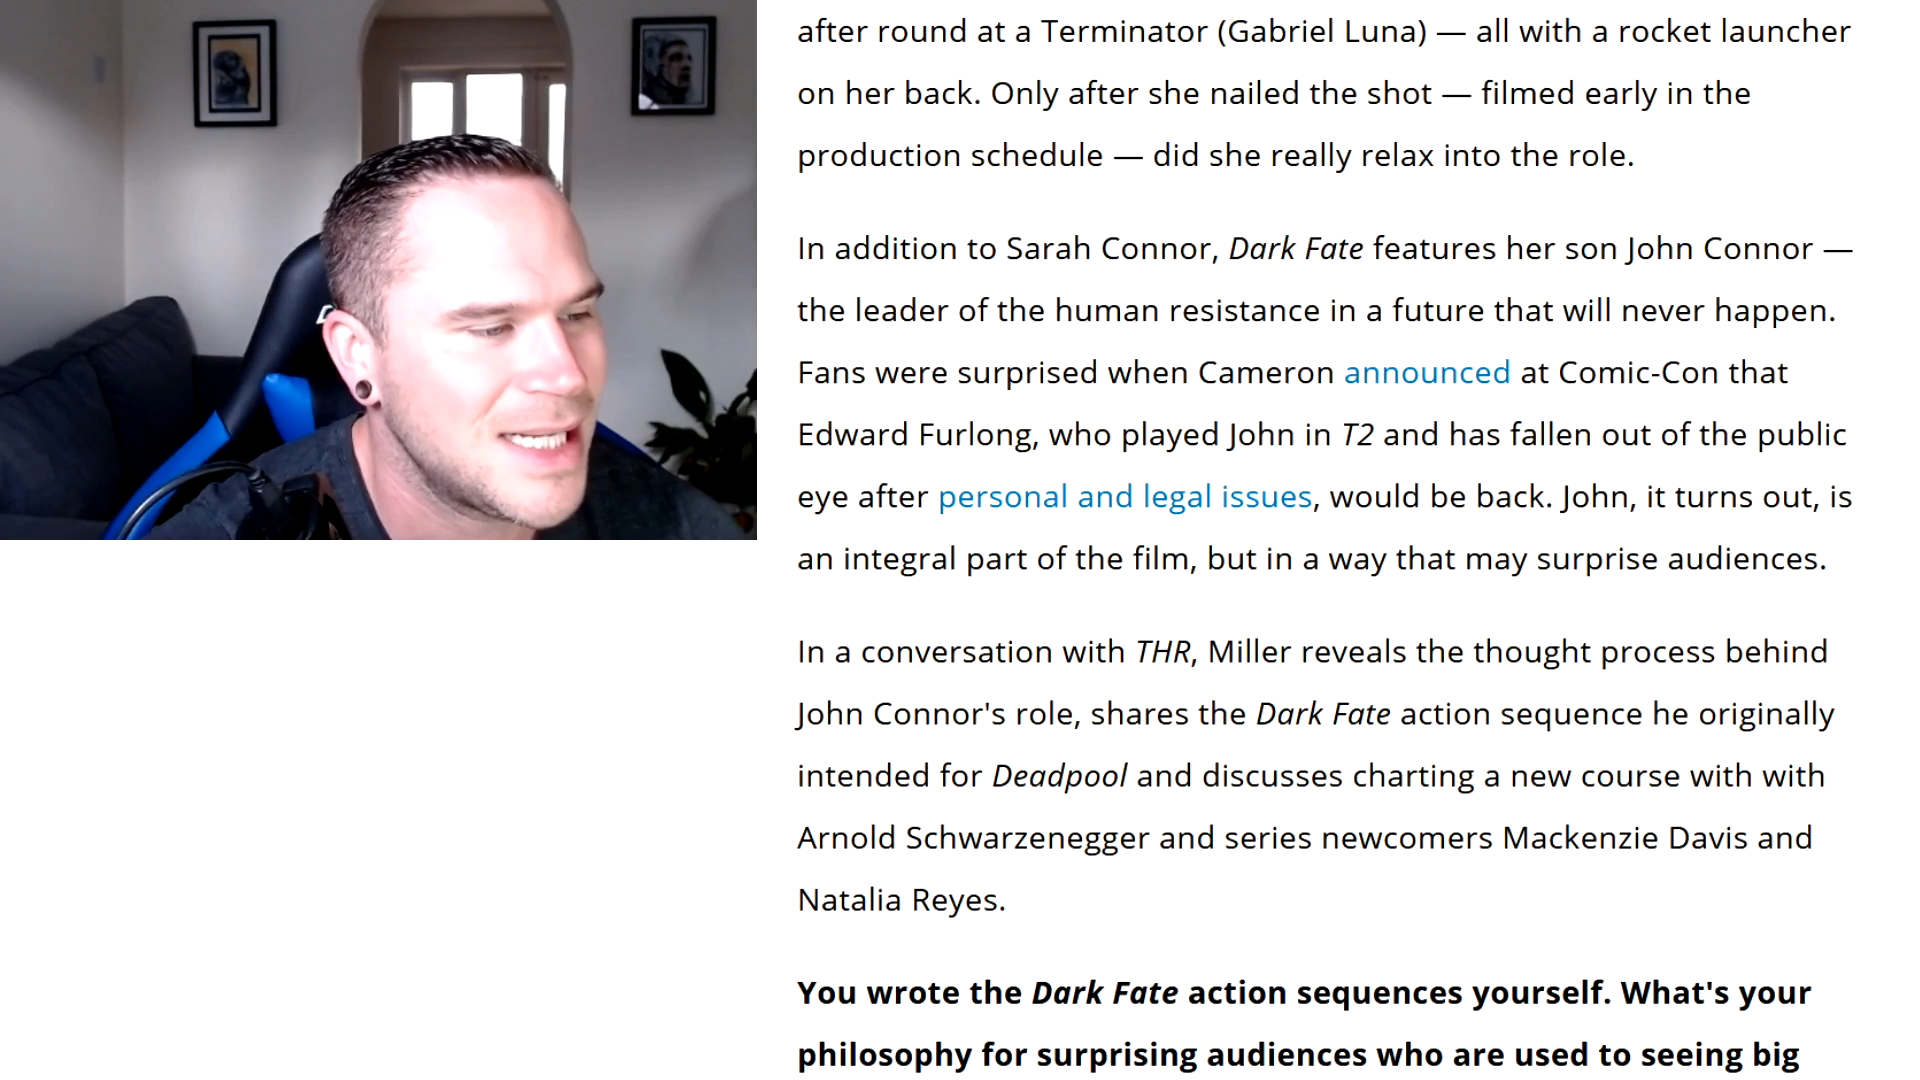 after round at a Terminator (Gabriel Luna) — all with a rocket launcher
on her back. Only after she nailed the shot — filmed early in the
production schedule — did she really relax into the role.
In addition to Sarah Connor, Dark Fate features her son John Connor —
the leader of the human resistance in a future that will never happen.
Fans were surprised when Cameron announced at Comic-Con that
Edward Furlong, who played John in T2 and has fallen out of the public
eye after personal and legal issues, would be back. John, it turns out, is
an integral part of the film, but in a way that may surprise audiences.
In a conversation with THR, Miller reveals the thought process behind
John Connor's role, shares the Dark Fate action sequence he originally
intended for Deadpool and discusses charting a new course with with
Arnold Schwarzenegger and series newcomers Mackenzie Davis and
Natalia Reyes.
You wrote the Dark Fate action sequences yourself. What's your
philosophy for surprising audiences who are used to seeing big